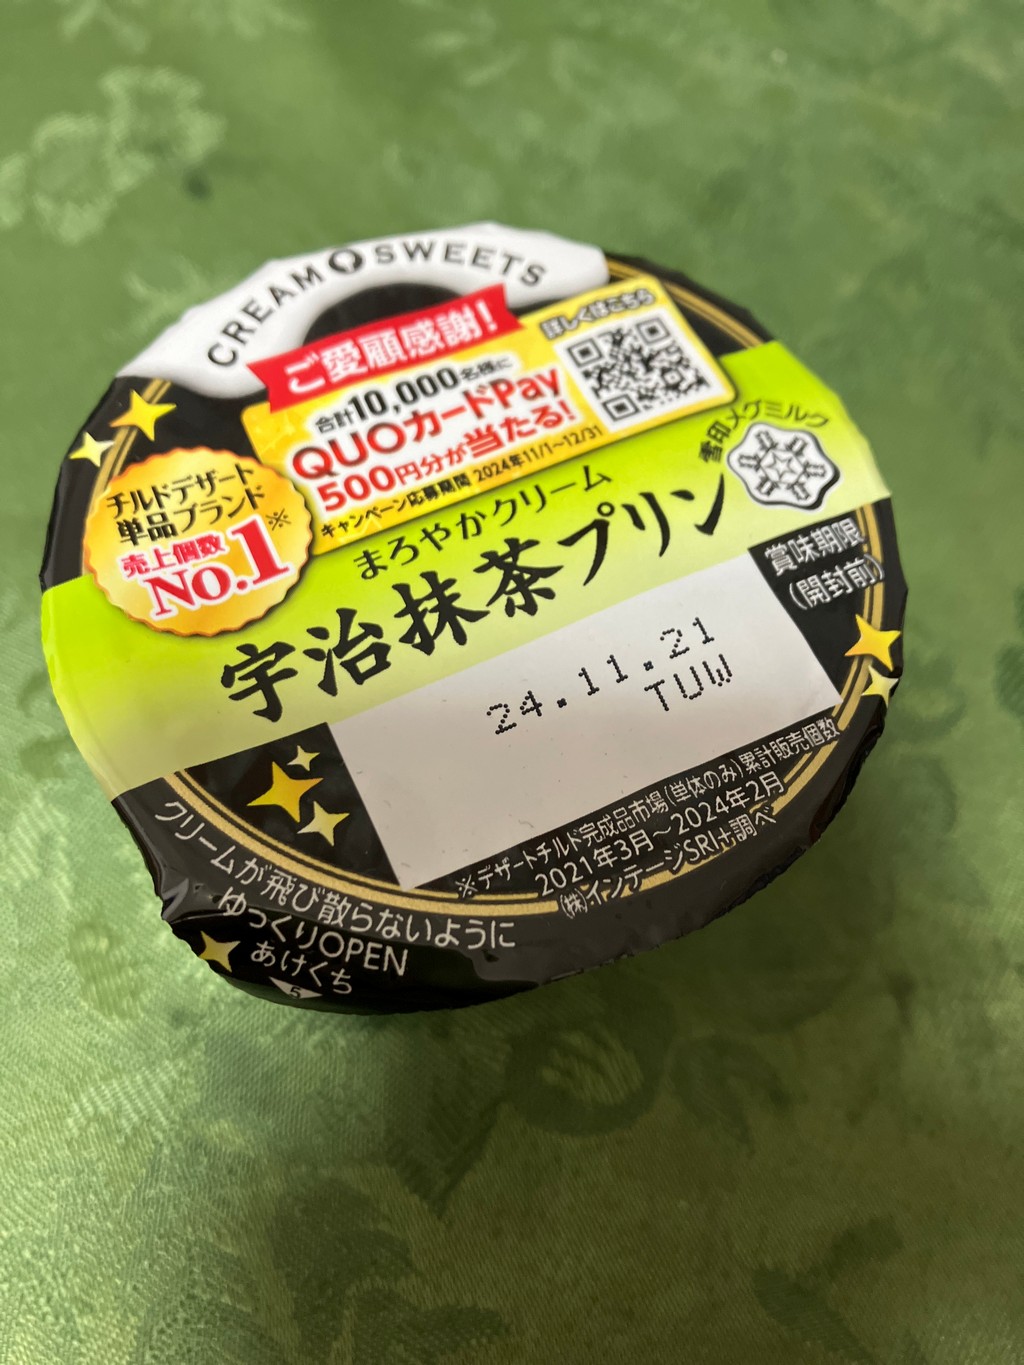 CREAM SWEETS
ご愛顧感謝!
合計10,000名様に
QUOカードPay
500円分が当たる!
キャンペーン応募期間 2024年11/1~12/31
詳しくはこちら
チルドデザート
単品ブランド
売上個数
No.1※
雪印メグミルク
まろやかクリーム
宇治抹茶プリン
賞味期限
(開封前)
24.11.21
TUW
※デザートチルド完成品市場(単体のみ)累計販売個数
2021年3月~2024年2月
(株)インテージSRI+調べ
クリームが飛び散らないように
ゆっくりOPEN
あけくち
5